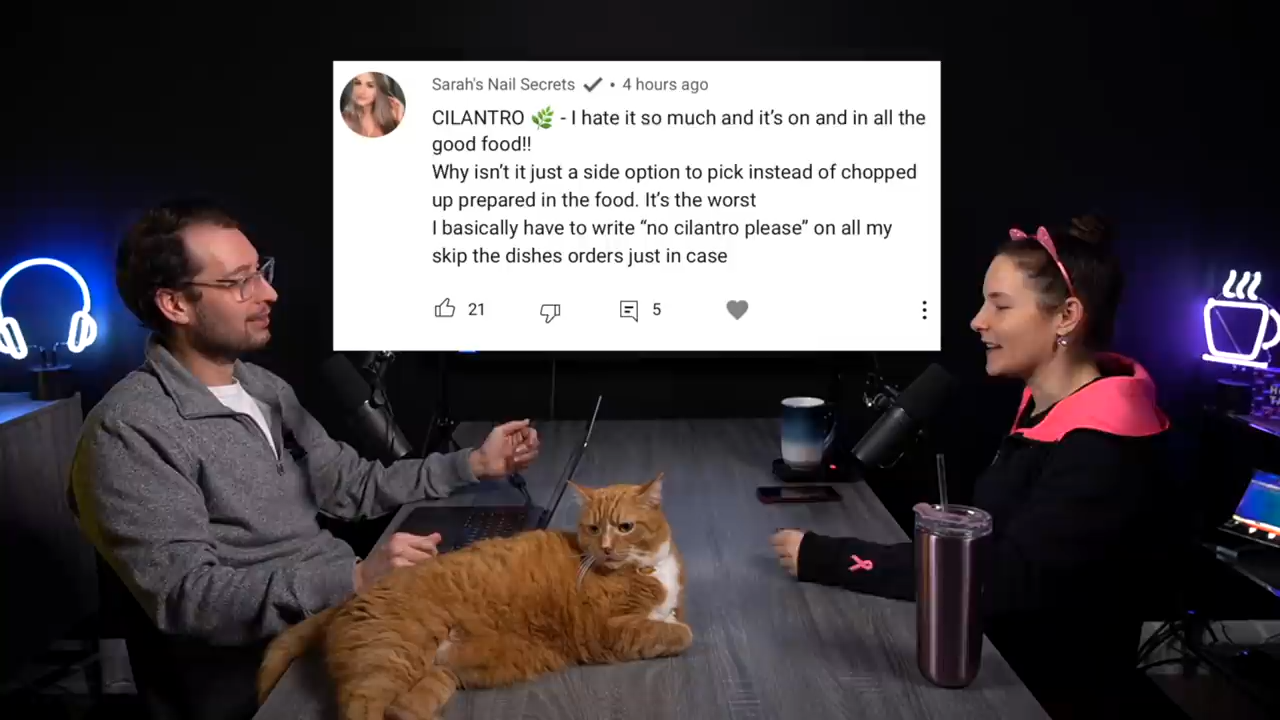 Sarah's Nail Secrets ✔ • 4 hours ago
CILANTRO 🌿 - I hate it so much and it’s on and in all the
good food!!
Why isn’t it just a side option to pick instead of chopped
up prepared in the food. It’s the worst
I basically have to write “no cilantro please” on all my
skip the dishes orders just in case
21
5